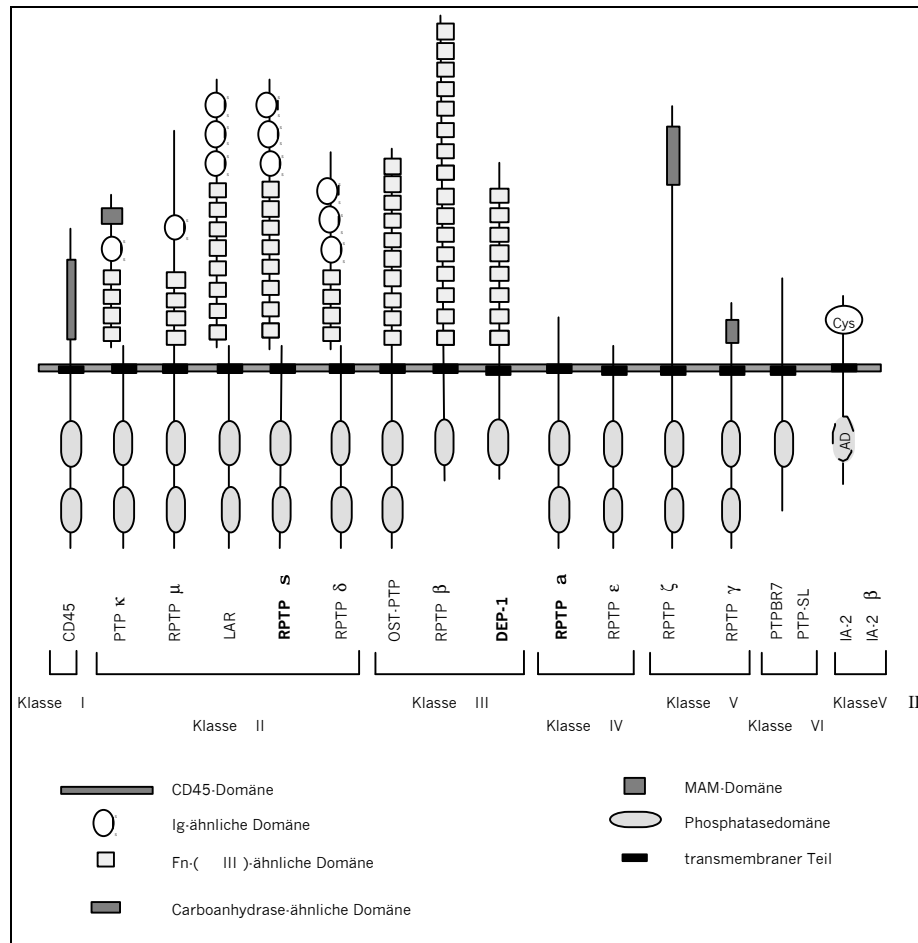 Cys
AD
CD45
PTP κ
RPTP μ
LAR
RPTP s
RPTP δ
OST-PTP
RPTP β
DEP-1
RPTP a
RPTP ε
RPTP ζ
RPTP γ
PTPBR7
PTP-SL
IA-2
IA-2 β
Klasse I
Klasse II
Klasse III
Klasse IV
Klasse V
Klasse VI
KlasseV II
CD45-Domäne
Ig-ähnliche Domäne
Fn-( III )-ähnliche Domäne
Carboanhydrase-ähnliche Domäne
MAM-Domäne
Phosphatasedomäne
transmembraner Teil